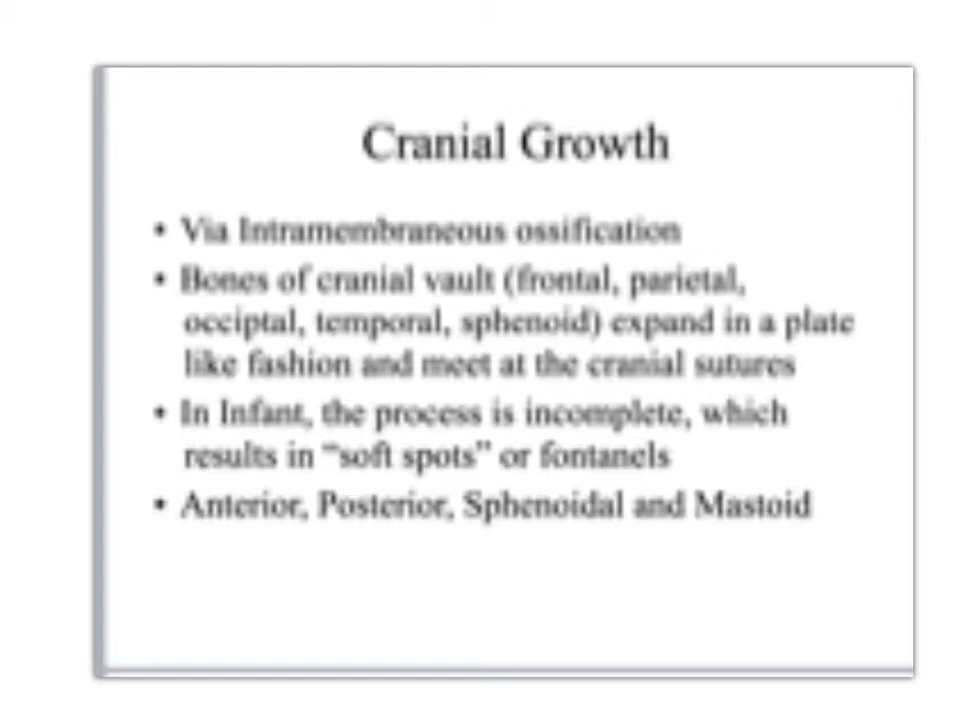 Cranial Growth
• Via Intramembraneous ossification
• Bones of cranial vault (frontal, parietal,
occiptal, temporal, sphenoid) expand in a plate
like fashion and meet at the cranial sutures
• In Infant, the process is incomplete, which
results in “soft spots” or fontanels
• Anterior, Posterior, Sphenoidal and Mastoid